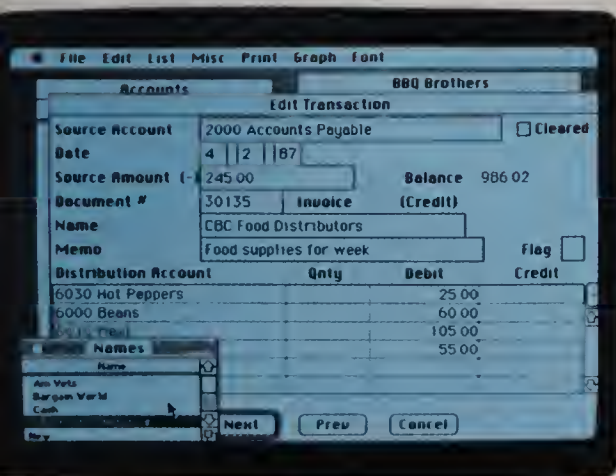 File Edit List Misc Print Graph Font
Accounts BBQ Brothers
Edit Transaction
Source Account 2000 Accounts Payable Cleared
Date 4 2 87
Source Amount (- 245.00 Balance 986.02
Document # 30135 Invoice (Credit)
Name CBC Food Distributors
Memo Food supplies for week Flag
Distribution Account Qnty Debit Credit
6030 Hot Peppers 25.00
6000 Beans 60.00
105.00
Names 55.00
Name
Am Vets
Bargain World
Cash
Next Prev Cancel
Key